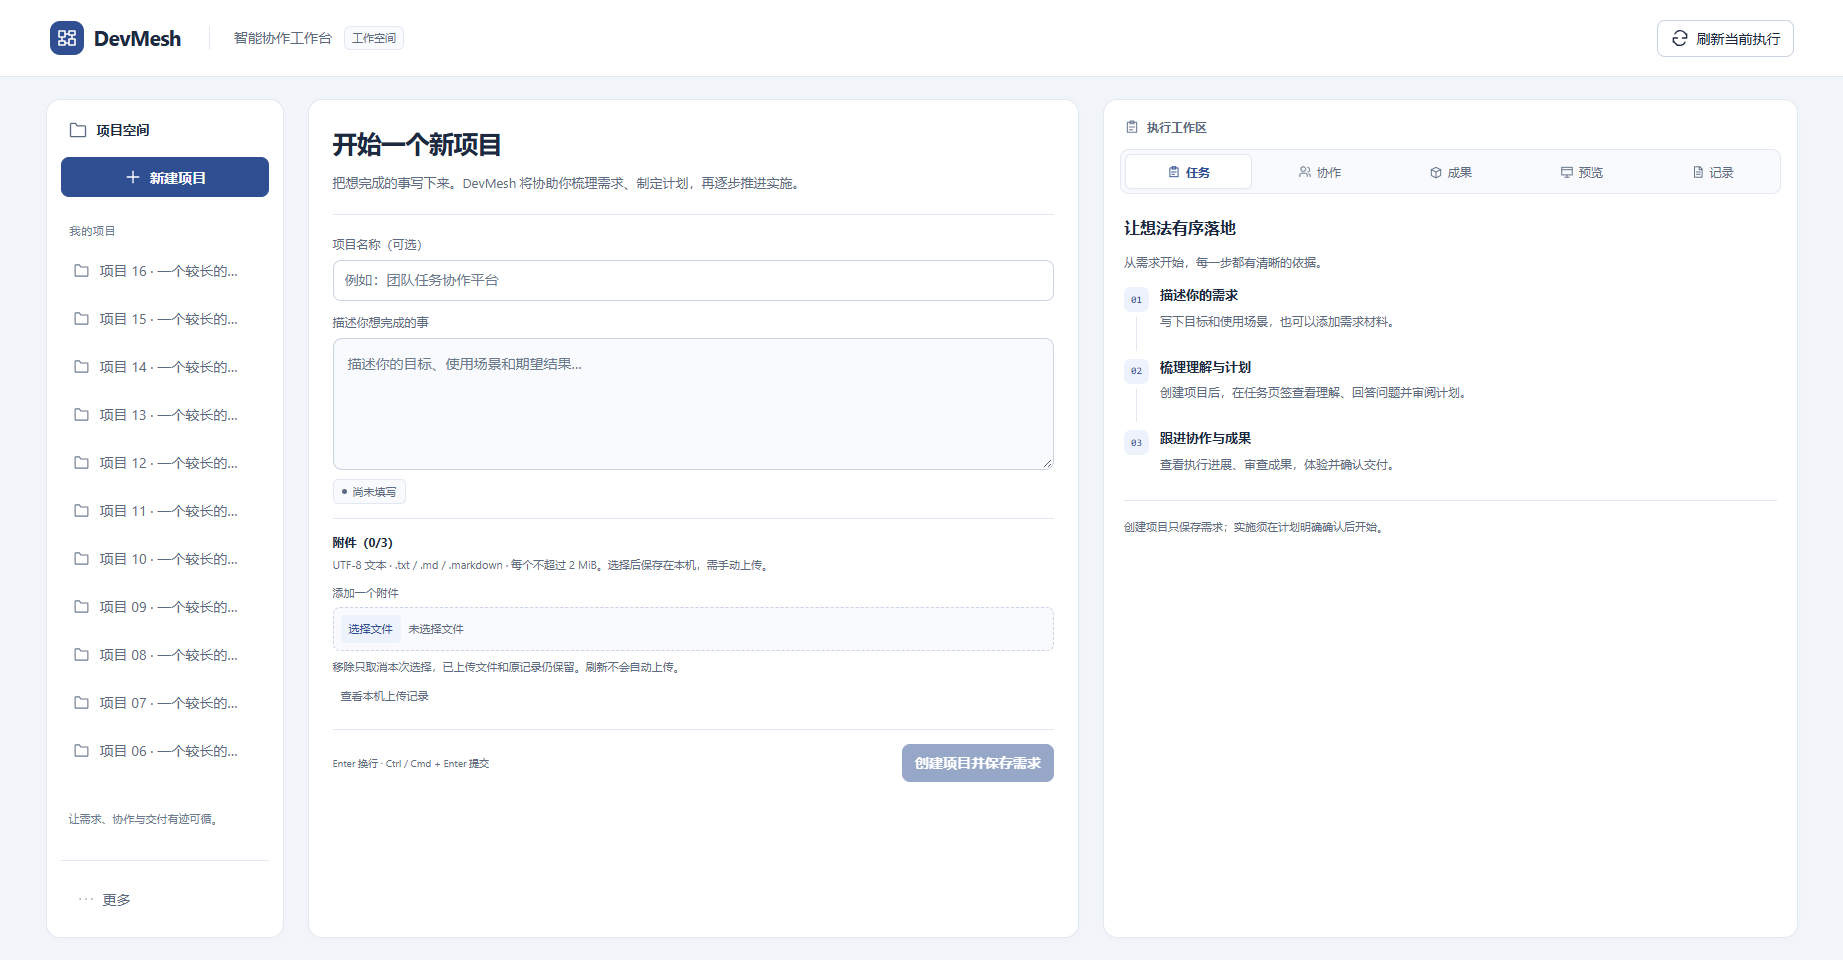 DevMesh
智能协作工作台
工作空间
刷新当前执行
项目空间
新建项目
我的项目
项目 16 · 一个较长的...
项目 15 · 一个较长的...
项目 14 · 一个较长的...
项目 13 · 一个较长的...
项目 12 · 一个较长的...
项目 11 · 一个较长的...
项目 10 · 一个较长的...
项目 09 · 一个较长的...
项目 08 · 一个较长的...
项目 07 · 一个较长的...
项目 06 · 一个较长的...
让需求、协作与交付有迹可循。
··· 更多
开始一个新项目
把想完成的事写下来。DevMesh 将协助你梳理需求、制定计划，再逐步推进实施。
项目名称（可选）
例如：团队任务协作平台
描述你想完成的事
描述你的目标、使用场景和期望结果...
尚未填写
附件（0/3）
UTF-8 文本 · .txt / .md / .markdown · 每个不超过 2 MiB。选择后保存在本机，需手动上传。
添加一个附件
选择文件 未选择文件
移除只取消本次选择，已上传文件和原记录仍保留。刷新不会自动上传。
查看本机上传记录
Enter 换行 · Ctrl / Cmd + Enter 提交
创建项目并保存需求
执行工作区
任务
协作
成果
预览
记录
让想法有序落地
从需求开始，每一步都有清晰的依据。
01 描述你的需求
写下目标和使用场景，也可以添加需求材料。
02 梳理理解与计划
创建项目后，在任务页签查看理解、回答问题并审阅计划。
03 跟进协作与成果
查看执行进展、审查成果，体验并确认交付。
创建项目只保存需求；实施须在计划明确确认后开始。